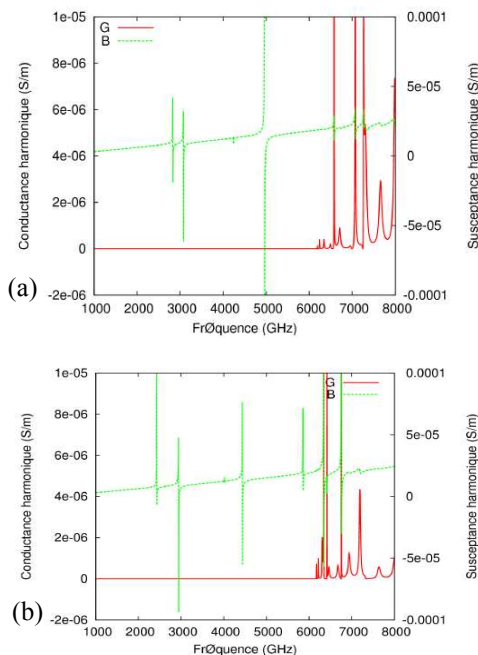 1e-05
8e-06
6e-06
4e-06
2e-06
0
-2e-06
Conductance harmonique (S/m)
G
B
0.0001
5e-05
0
-5e-05
-0.0001
Susceptance harmonique (S/m)
1000 2000 3000 4000 5000 6000 7000 8000
FrØquence (GHz)
(a)
1e-05
8e-06
6e-06
4e-06
2e-06
0
-2e-06
Conductance harmonique (S/m)
G
B
0.0001
5e-05
0
-5e-05
-0.0001
Susceptance harmonique (S/m)
1000 2000 3000 4000 5000 6000 7000 8000
FrØquence (GHz)
(b)